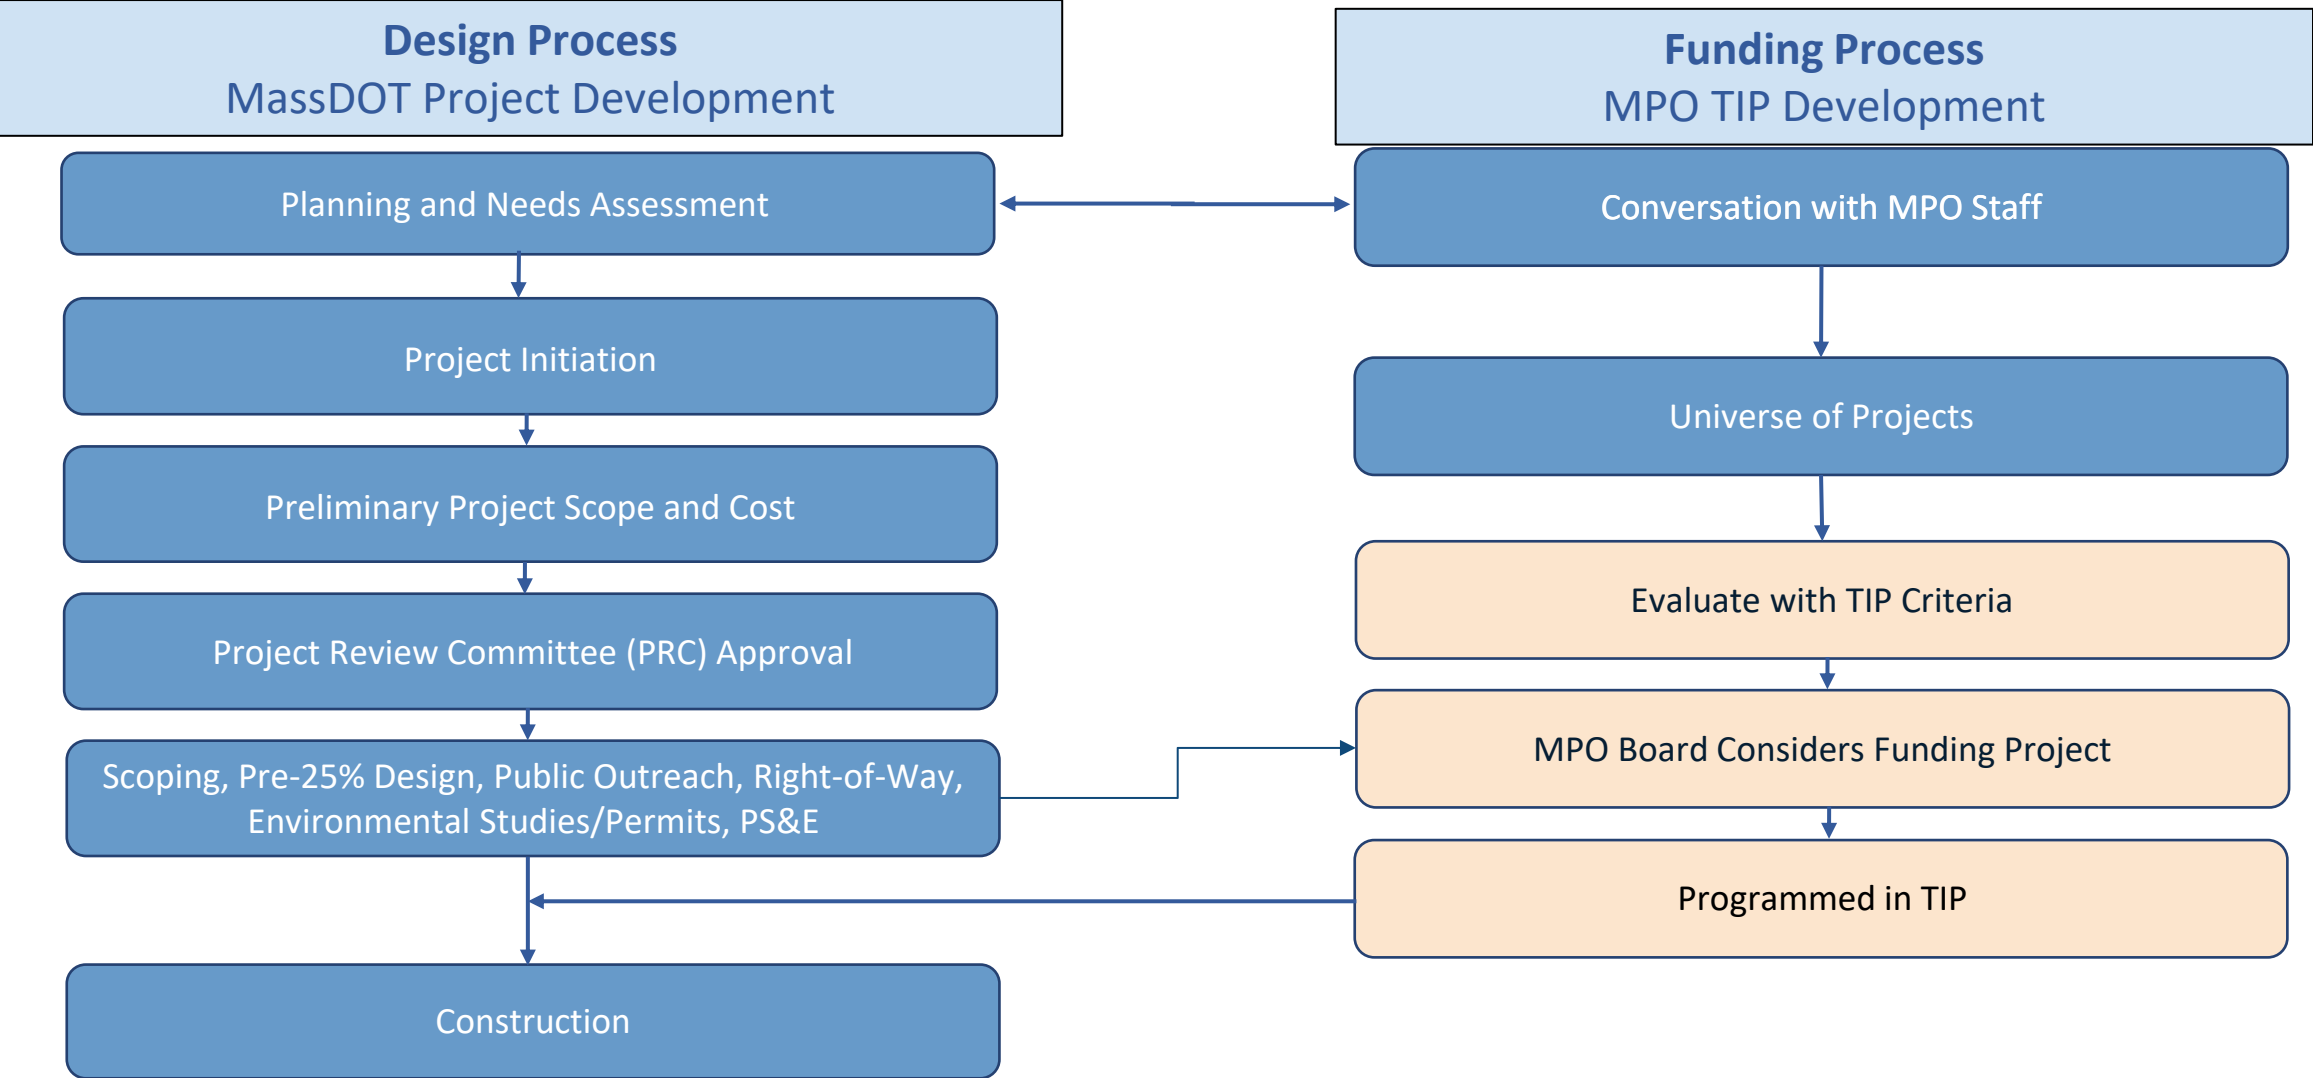 Design Process
MassDOT Project Development
Planning and Needs Assessment
Project Initiation
Preliminary Project Scope and Cost
Project Review Committee (PRC) Approval
Scoping, Pre-25% Design, Public Outreach, Right-of-Way,
Environmental Studies/Permits, PS&E
Construction
Funding Process
MPO TIP Development
Conversation with MPO Staff
Universe of Projects
Evaluate with TIP Criteria
MPO Board Considers Funding Project
Programmed in TIP